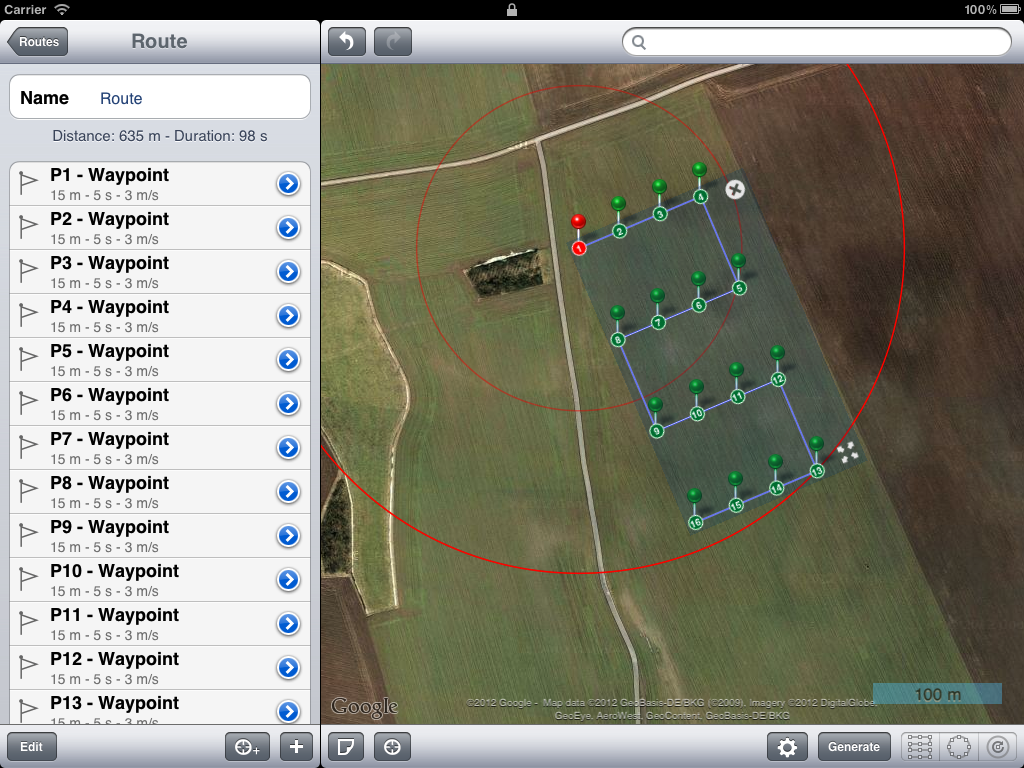 Carrier 100%
Routes Route
Name Route
Distance: 635 m - Duration: 98 s
P1 - Waypoint
15 m - 5 s - 3 m/s
P2 - Waypoint
15 m - 5 s - 3 m/s
P3 - Waypoint
15 m - 5 s - 3 m/s
P4 - Waypoint
15 m - 5 s - 3 m/s
P5 - Waypoint
15 m - 5 s - 3 m/s
P6 - Waypoint
15 m - 5 s - 3 m/s
P7 - Waypoint
15 m - 5 s - 3 m/s
P8 - Waypoint
15 m - 5 s - 3 m/s
P9 - Waypoint
15 m - 5 s - 3 m/s
P10 - Waypoint
15 m - 5 s - 3 m/s
P11 - Waypoint
15 m - 5 s - 3 m/s
P12 - Waypoint
15 m - 5 s - 3 m/s
P13 - Waypoint
15 m - 5 s - 3 m/s
Edit
1 2 3 4
8 7 6 5
9 10 11 12
16 15 14 13
100 m
Google
©2012 Google - Map data ©2012 GeoBasis-DE/BKG (©2009), Imagery ©2012 DigitalGlobe,
GeoEye, AeroWest, GeoContent, GeoBasis-DE/BKG
Generate